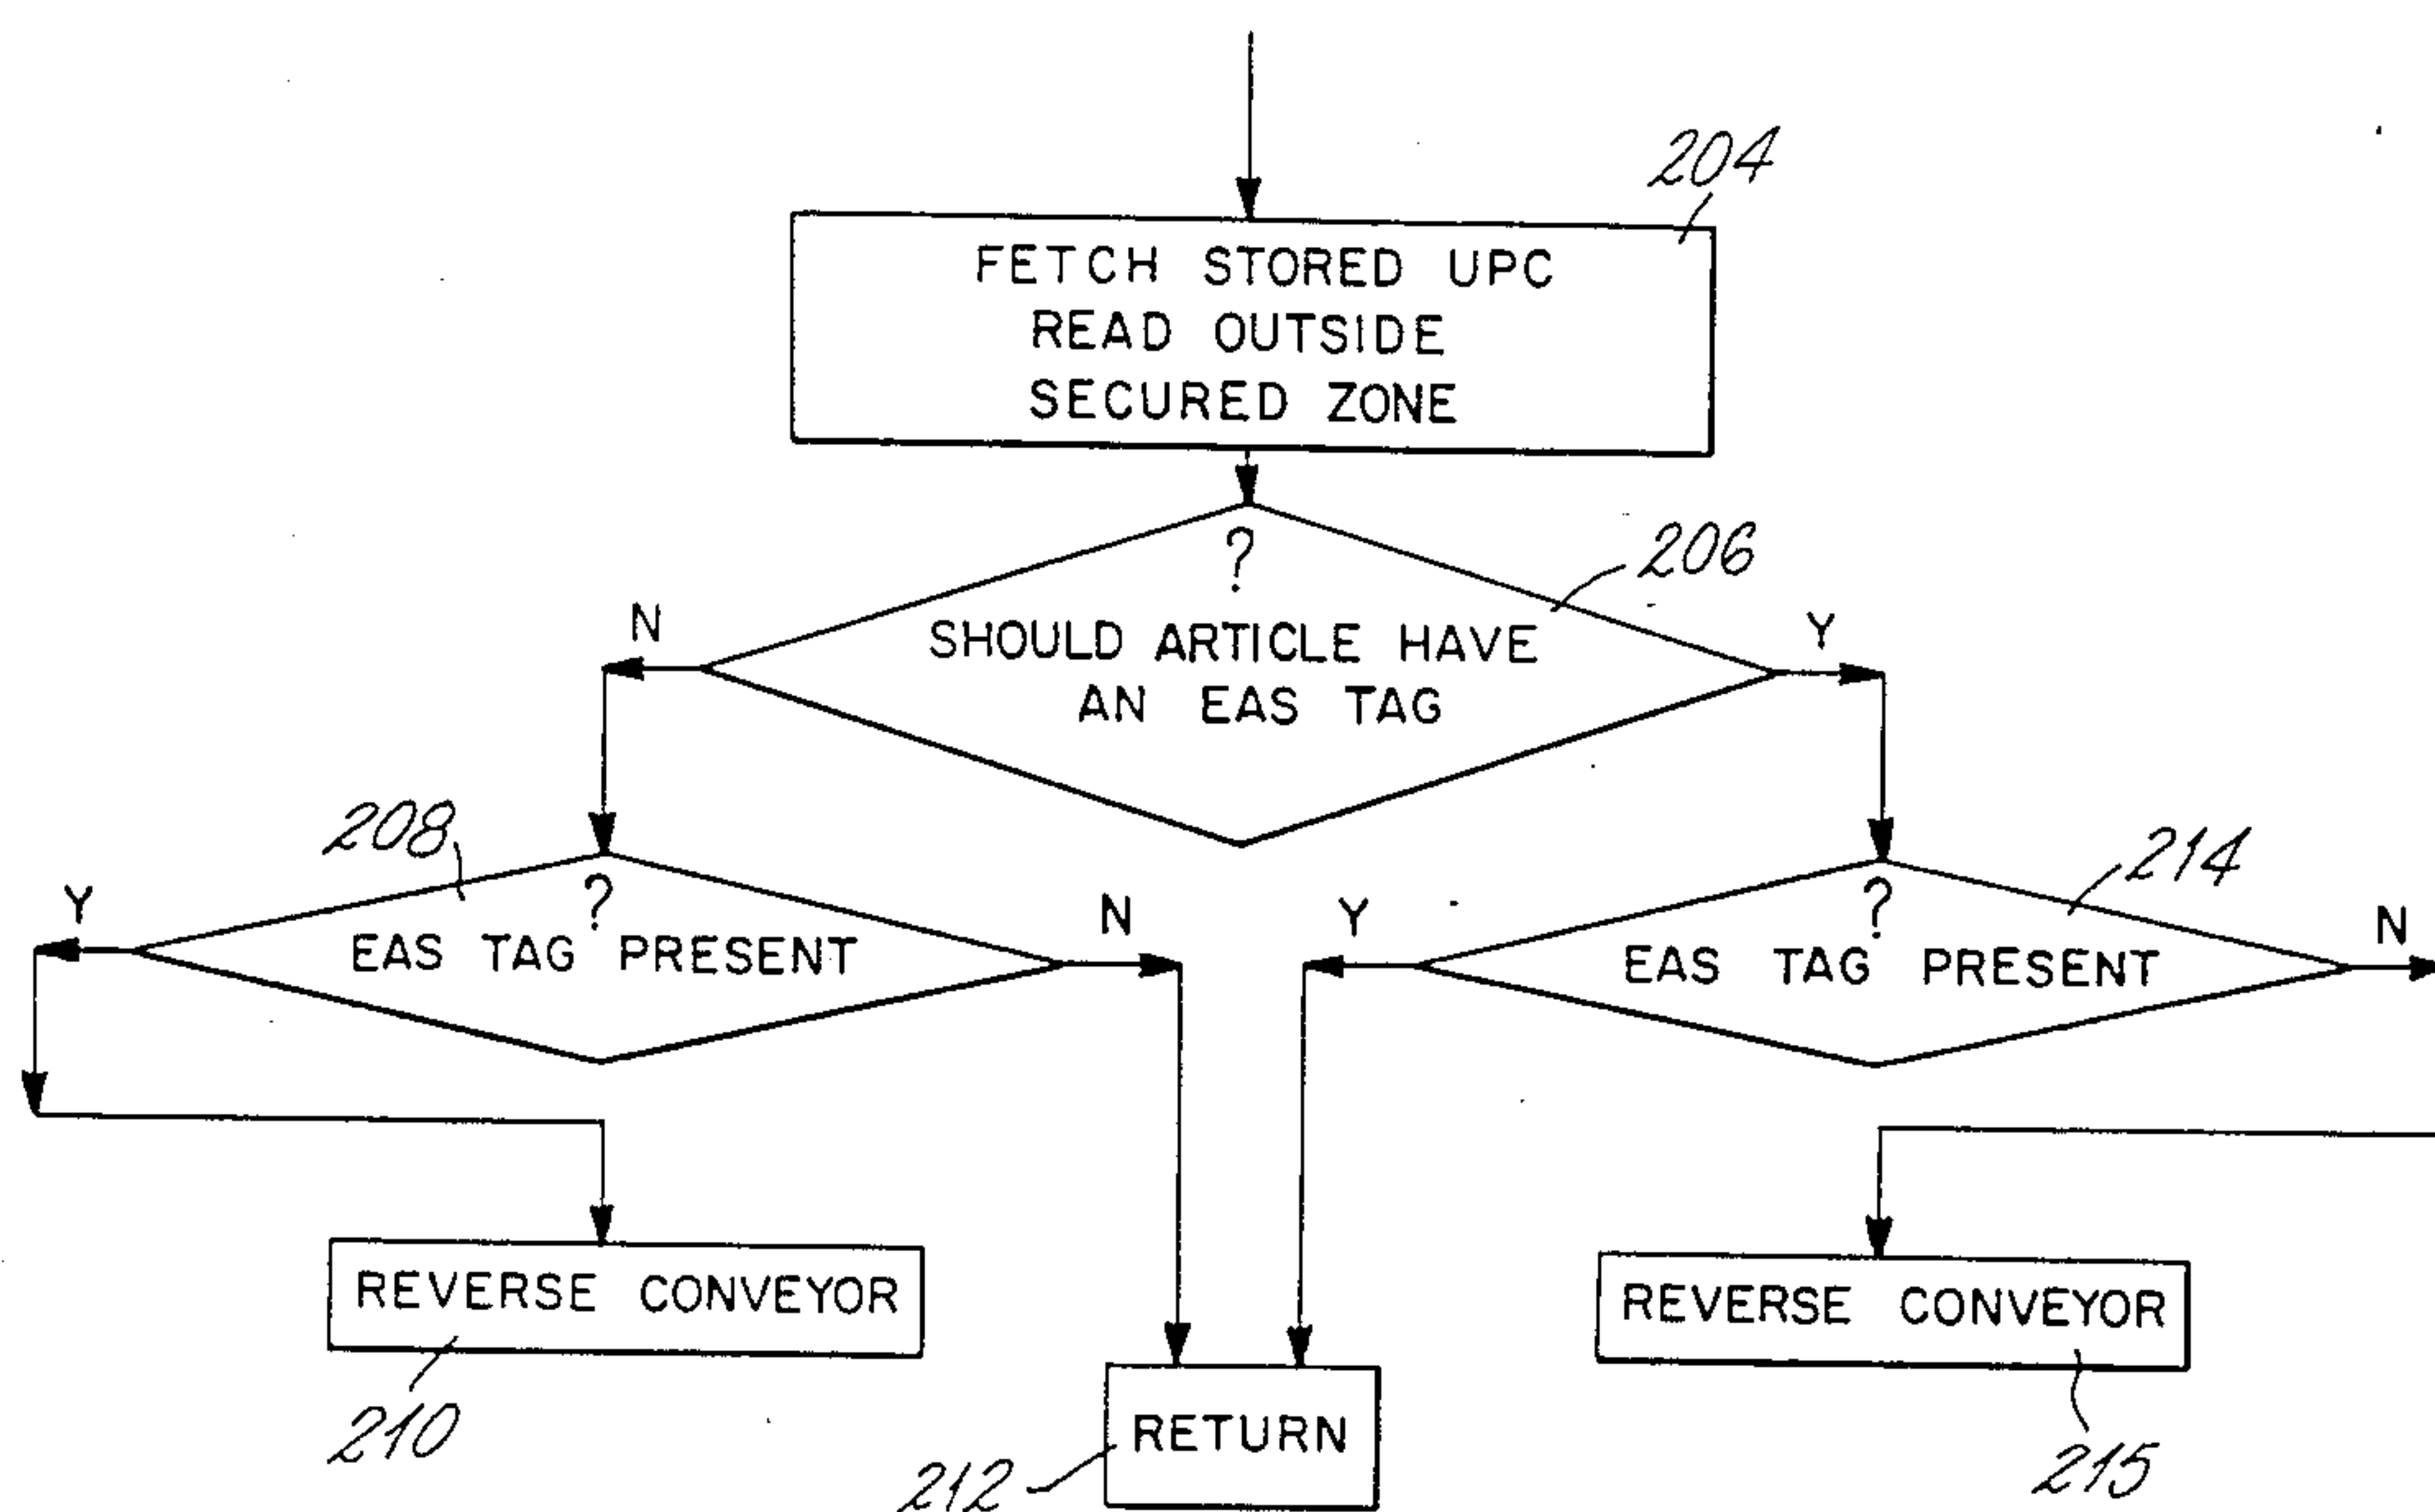 204
FETCH STORED UPC
READ OUTSIDE
SECURED ZONE
206
?
N
Y
SHOULD ARTICLE HAVE
AN EAS TAG
208
214
Y
?
N
Y
?
N
EAS TAG PRESENT
EAS TAG PRESENT
REVERSE CONVEYOR
REVERSE CONVEYOR
210
RETURN
212
215